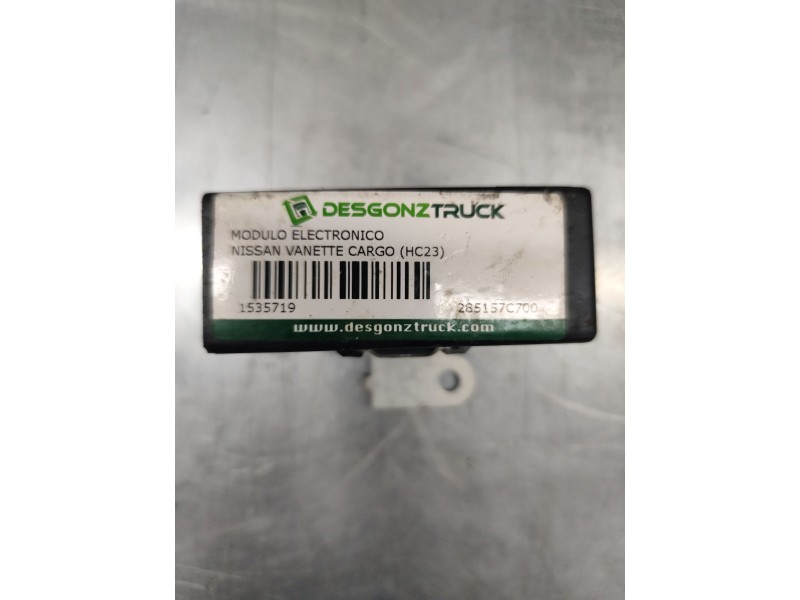 DESGONZTRUCK
MODULO ELECTRONICO
NISSAN VANETTE CARGO (HC23)
1535719 285157C700
www.desgonztruck.com